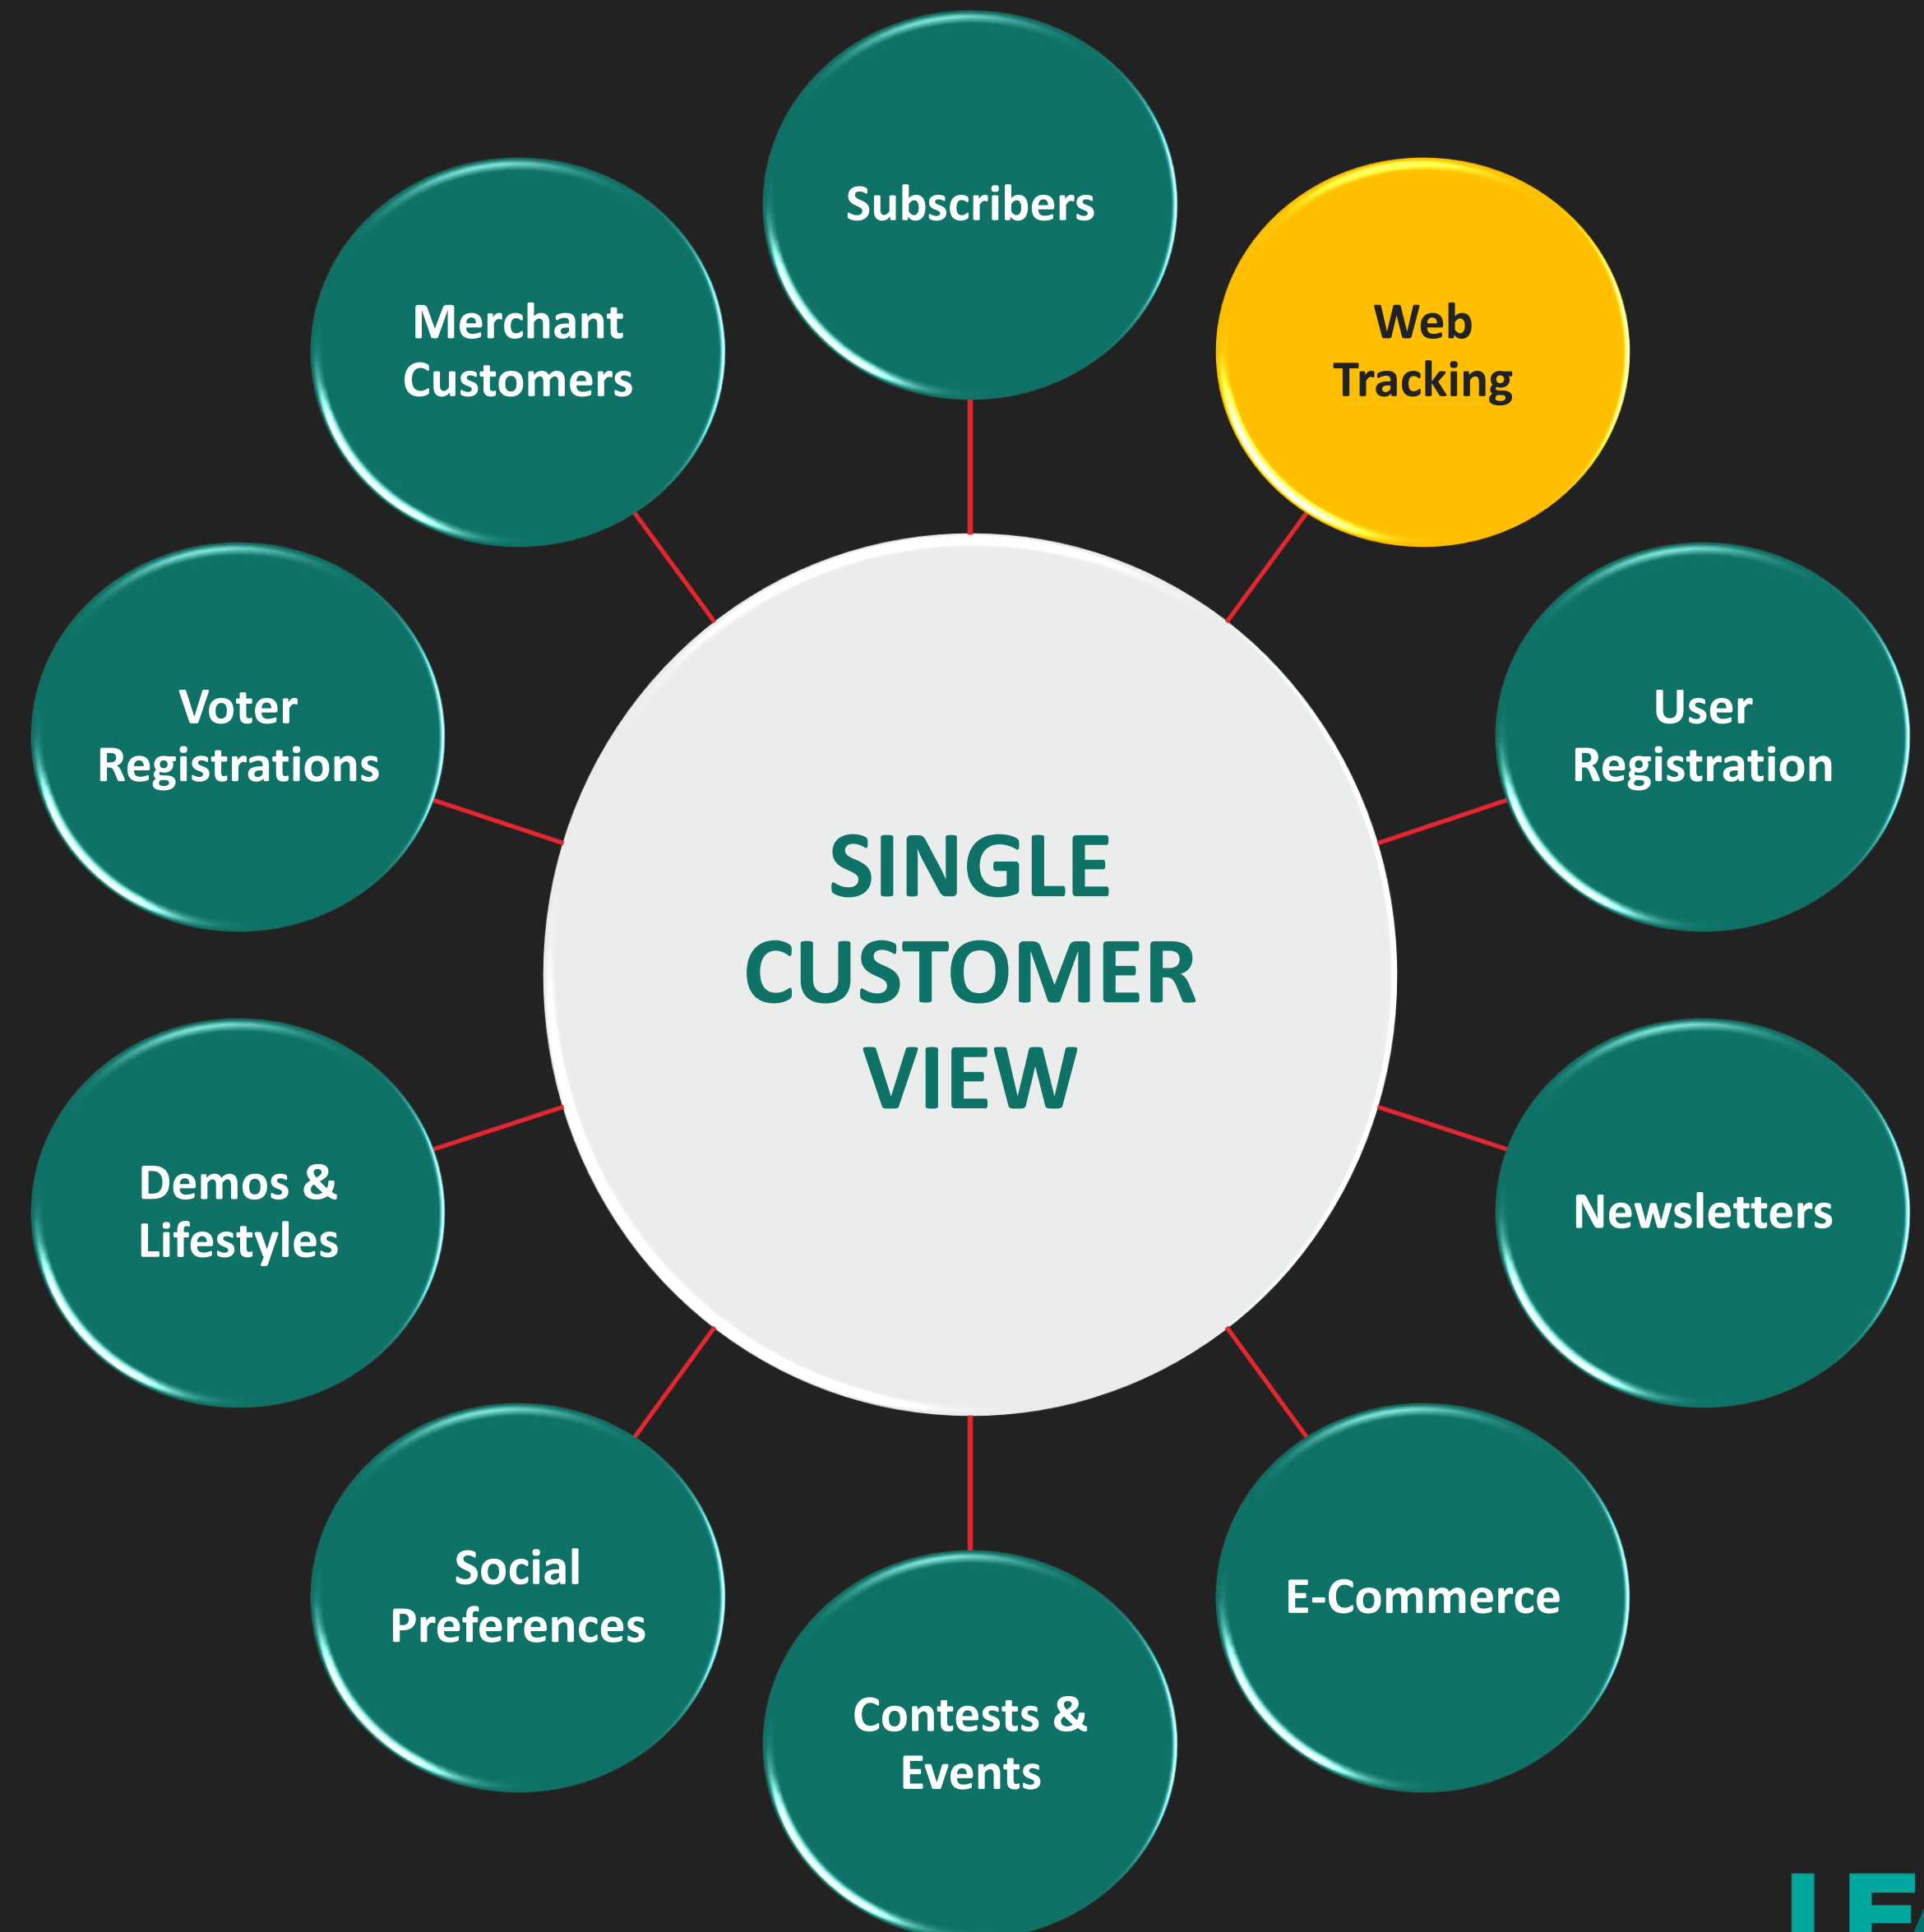 Subscribers
Web
Tracking
User
Registration
Newsletters
E-Commerce
Contests &
Events
Social
Preferences
Demos &
Lifestyles
Voter
Registrations
Merchant
Customers
SINGLE
CUSTOMER
VIEW